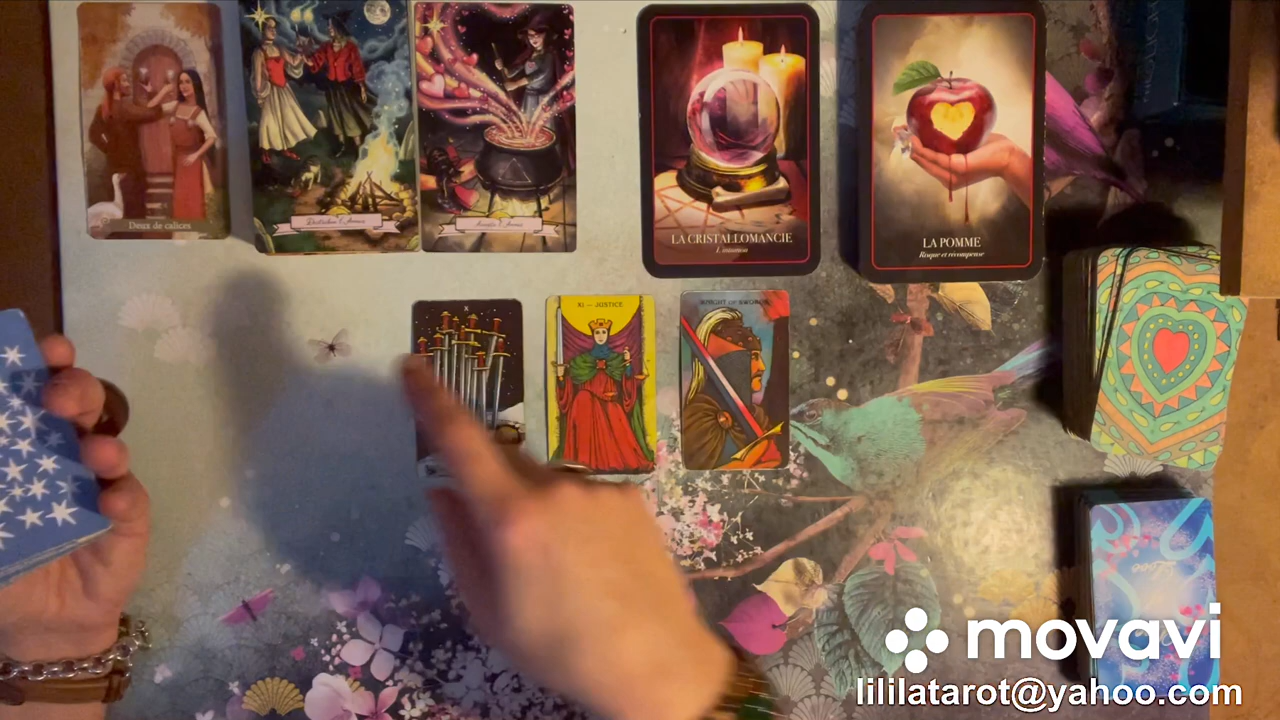 Deux de calices
LA CRISTALLOMANCIE
L'intuition
LA POMME
Risque et récompense
X
XI — JUSTICE
KNIGHT OF SWORDS
movavi
lililatarot@yahoo.com